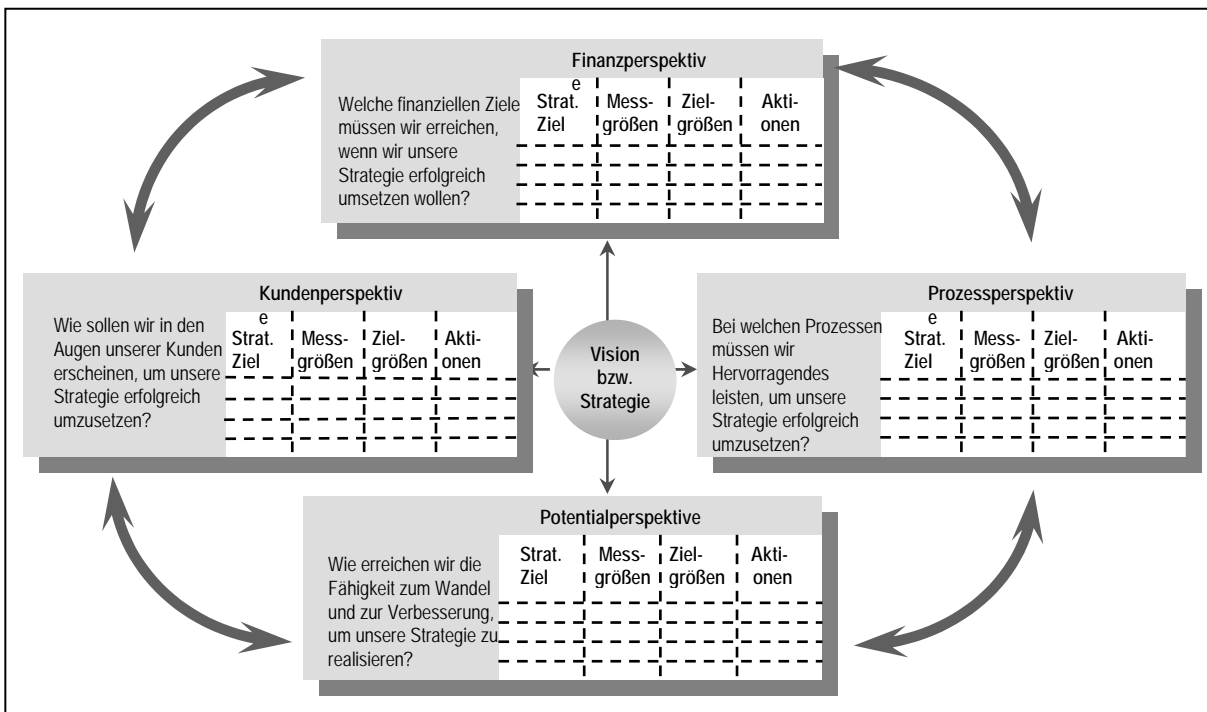 Finanzperspektiv
e
Welche finanziellen Ziele
müssen wir erreichen,
wenn wir unsere
Strategie erfolgreich
umsetzen wollen?
Strat. Mess- Ziel- Akti-
Ziel größen größen onen
Kundenperspektiv
e
Wie sollen wir in den
Augen unserer Kunden
erscheinen, um unsere
Strategie erfolgreich
umzusetzen?
Strat. Mess- Ziel- Akti-
Ziel größen größen onen
Vision
bzw.
Strategie
Prozessperspektiv
e
Bei welchen Prozessen
müssen wir
Hervorragendes
leisten, um unsere
Strategie erfolgreich
umzusetzen?
Strat. Mess- Ziel- Akti-
Ziel größen größen onen
Potentialperspektive
Wie erreichen wir die
Fähigkeit zum Wandel
und zur Verbesserung,
um unsere Strategie zu
realisieren?
Strat. Mess- Ziel- Akti-
Ziel größen größen onen